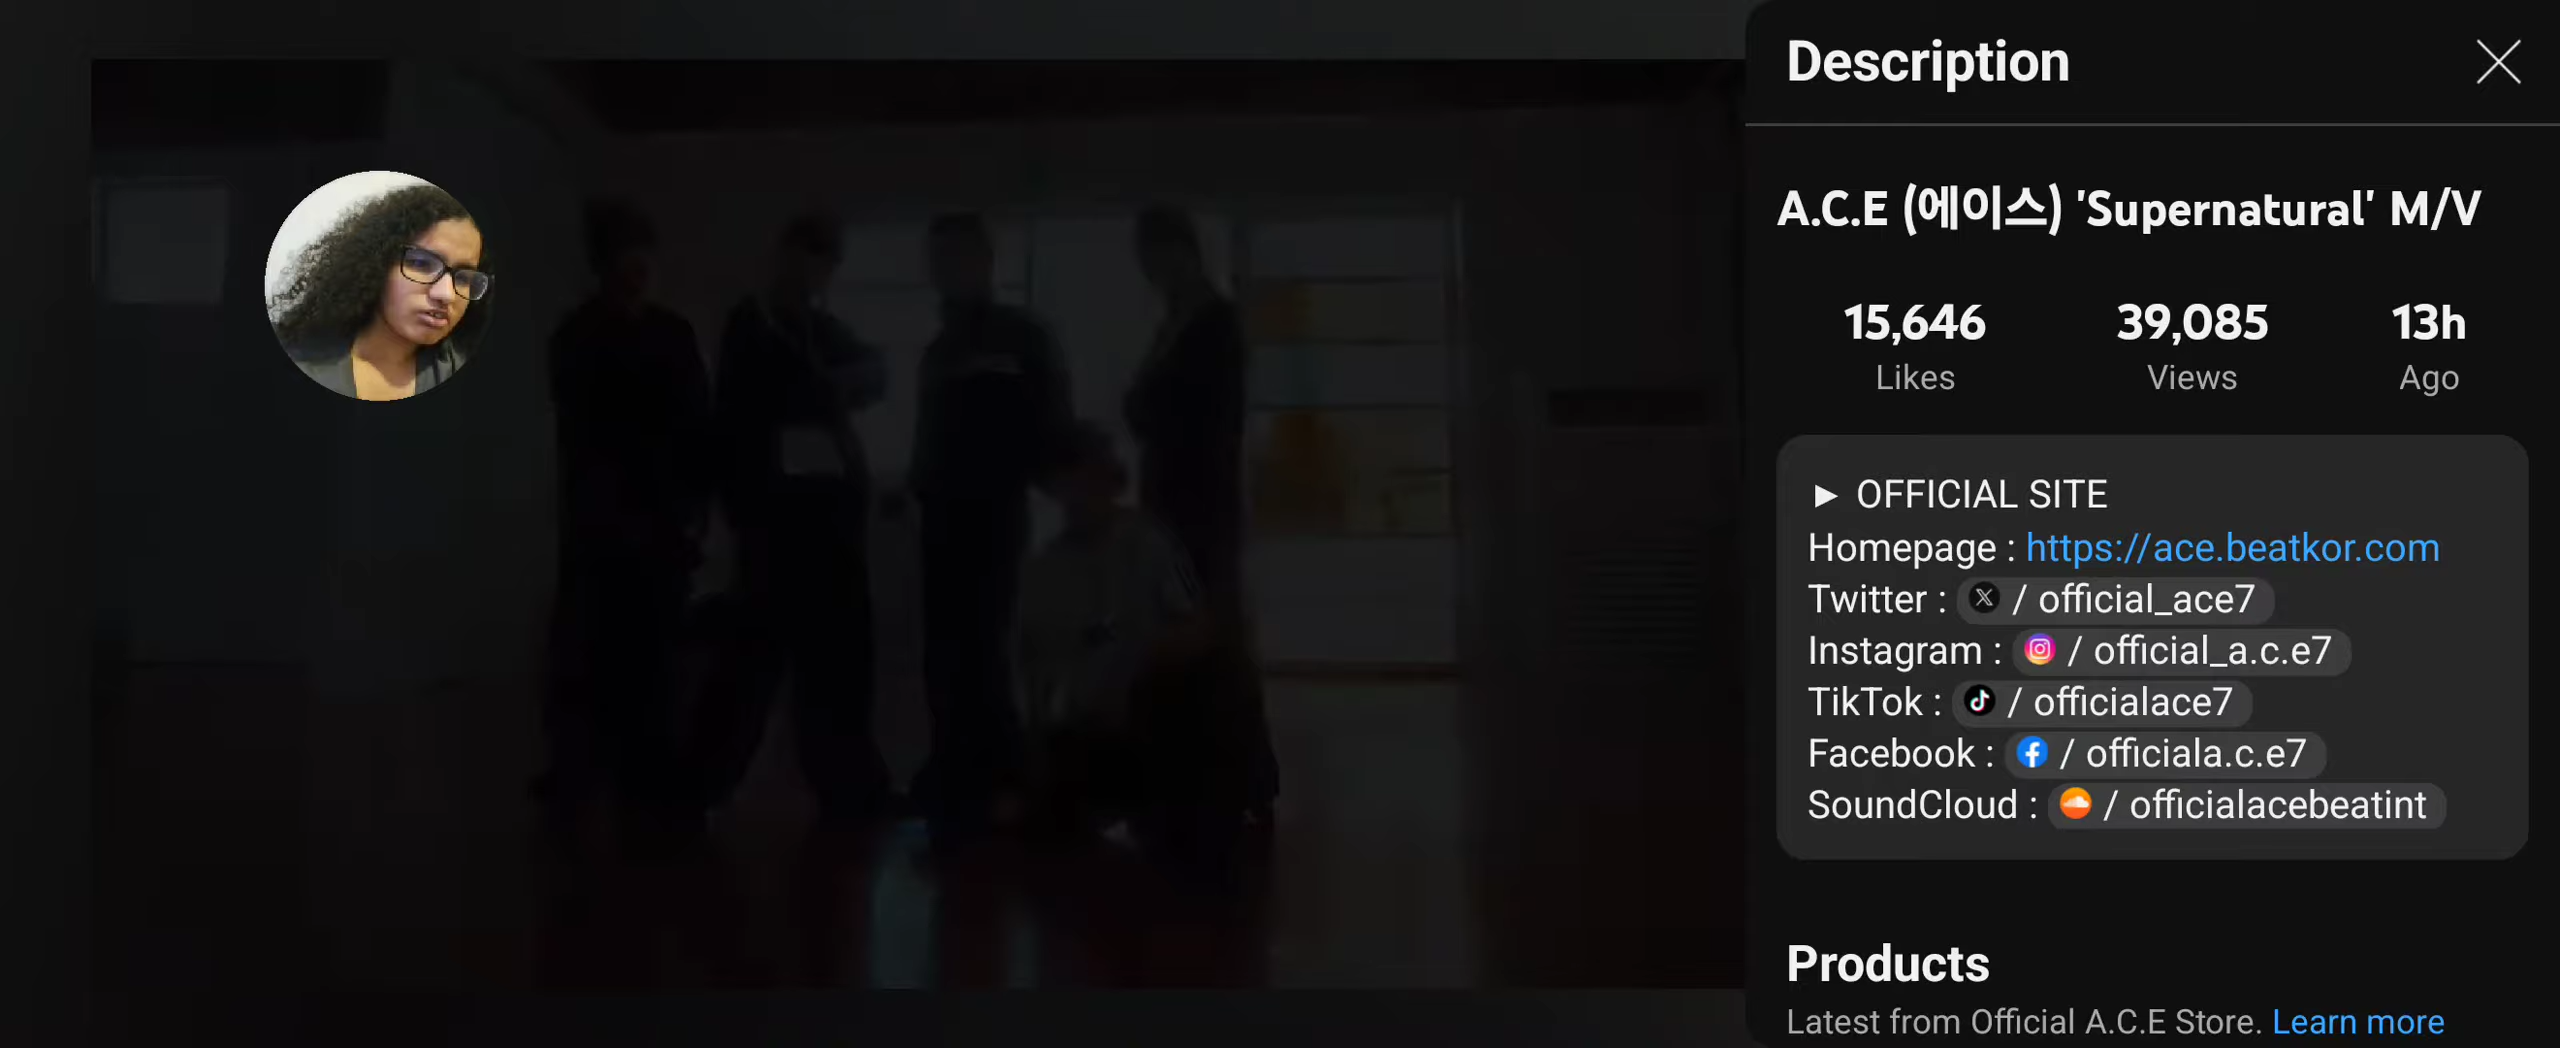 Description
A.C.E (에이스) 'Supernatural' M/V
15,646 39,085 13h
Likes Views Ago
► OFFICIAL SITE
Homepage : https://ace.beatkor.com
Twitter : / official_ace7
Instagram : / official_a.c.e7
TikTok : / officialace7
Facebook : / officiala.c.e7
SoundCloud : / officialacebeatint
Products
Latest from Official A.C.E Store. Learn more